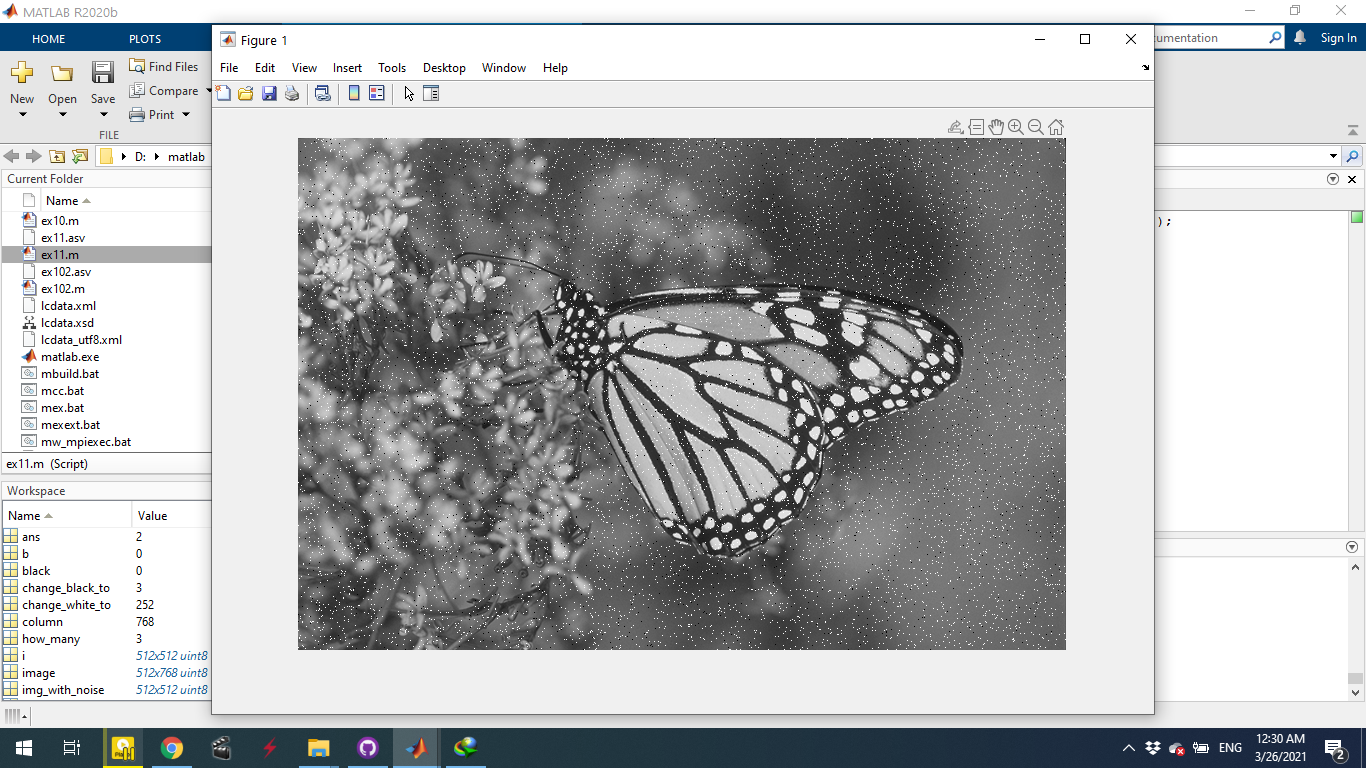 MATLAB R2020b
HOME PLOTS
Figure 1
umentation
Sign In
File Edit View Insert Tools Desktop Window Help
New Open Save
Find Files
Compare
Print
FILE
D: matlab
Current Folder
Name
ex10.m
ex11.asv
ex11.m
ex102.asv
ex102.m
lcdata.xml
lcdata.xsd
lcdata_utf8.xml
matlab.exe
mbuild.bat
mcc.bat
mex.bat
mexext.bat
mw_mpiexec.bat
);
ex11.m (Script)
Workspace
Name Value
ans 2
b 0
black 0
change_black_to 3
change_white_to 252
column 768
how_many 3
i 512x512 uint8
image 512x768 uint8
img_with_noise 512x512 uint8
ENG
12:30 AM
3/26/2021
2